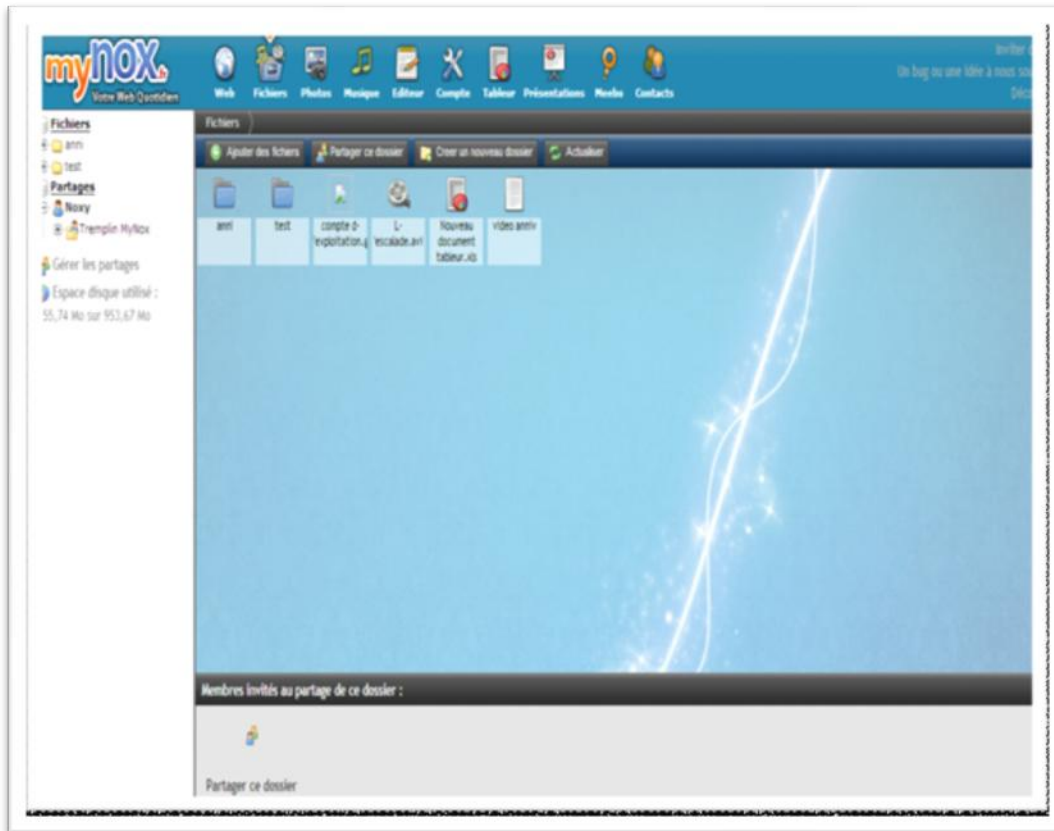 mynox.fr
Votre Web Quotidien
Web Fichiers Photos Musique Editeur Compte Tableur Présentations Meebo Contacts
Inviter
Un bug ou une idée à nous
Fichiers
anni
test
Partages
Noxy
Tremplin MyNox
Gérer les partages
Espace disque utilisé :
55,74 Mo sur 953,67 Mo
Fichiers
Ajouter des fichiers Partager ce dossier Creer un nouveau dossier Actualiser
anni
test
compte d-
'exploitation.
L-
'escalade.avi
Nouveau
document
tableur.xls
video anniv
Membres invités au partage de ce dossier :
Partager ce dossier